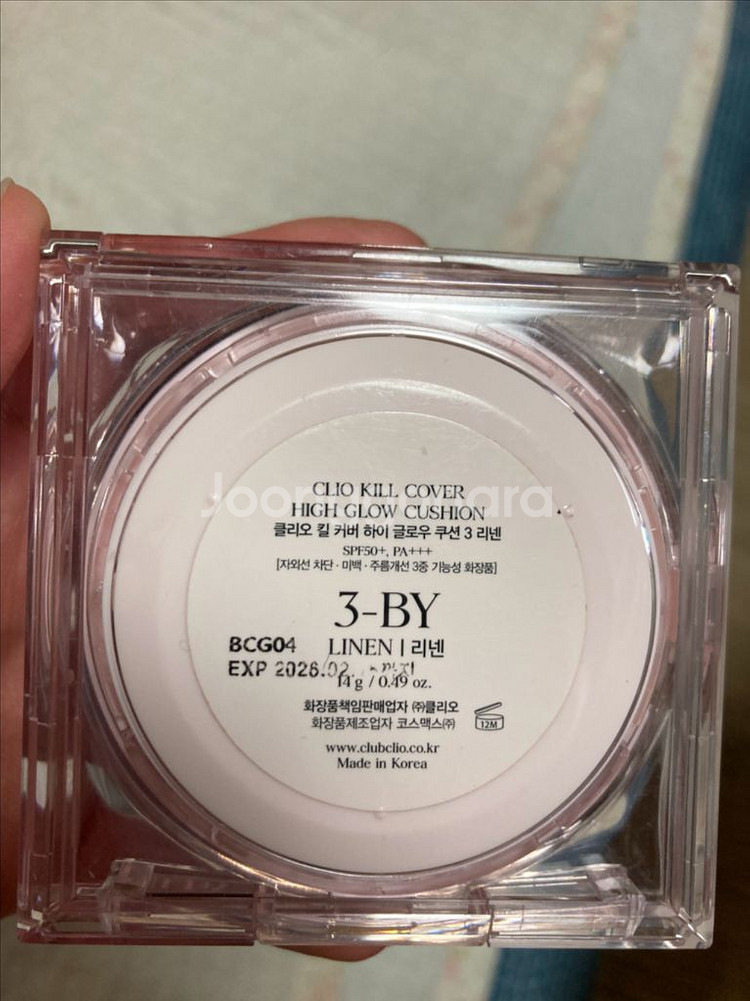 CLIO KILL COVER
HIGH GLOW CUSHION
클리오 킬 커버 하이 글로우 쿠션 3 리넨
SPF50+, PA+++
[자외선 차단 · 미백 · 주름개선 3중 기능성 화장품]
3-BY
BCG04
LINEN | 리넨
EXP 2026.02.
14 g / 0.49 oz.
화장품책임판매업자 ㈜클리오
화장품제조업자 코스맥스㈜
12M
www.clubclio.co.kr
Made in Korea